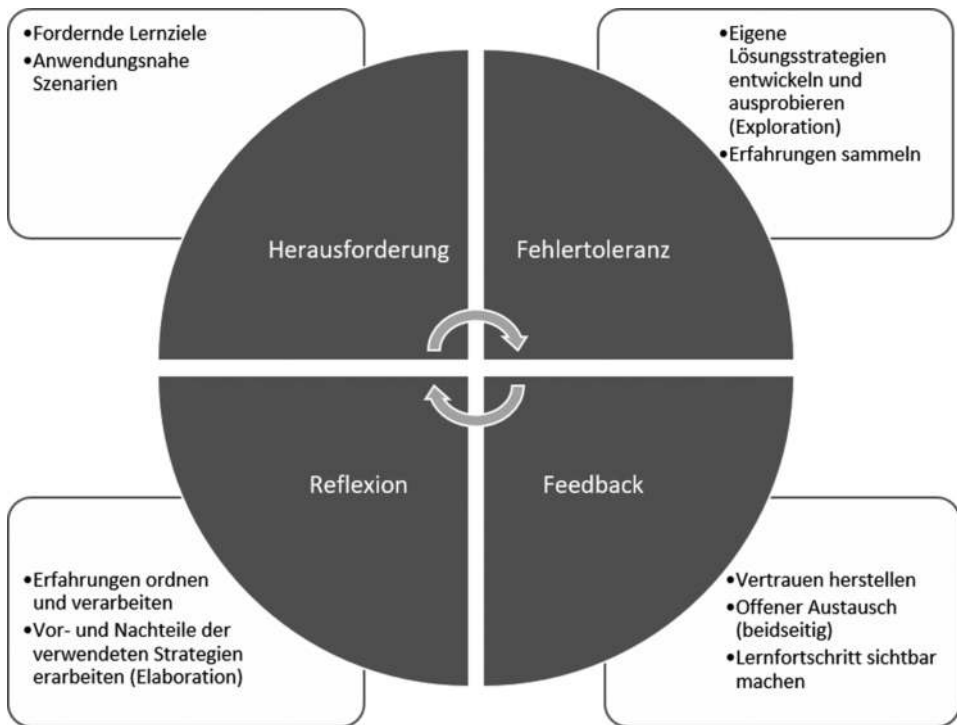 •Fordernde Lernziele
•Anwendungsnahe
Szenarien
•Eigene
Lösungsstrategien
entwickeln und
ausprobieren
(Exploration)
•Erfahrungen sammeln
Herausforderung
Fehlertoleranz
Reflexion
Feedback
•Erfahrungen ordnen
und verarbeiten
•Vor- und Nachteile der
verwendeten Strategien
erarbeiten (Elaboration)
•Vertrauen herstellen
•Offener Austausch
(beidseitig)
•Lernfortschritt sichtbar
machen